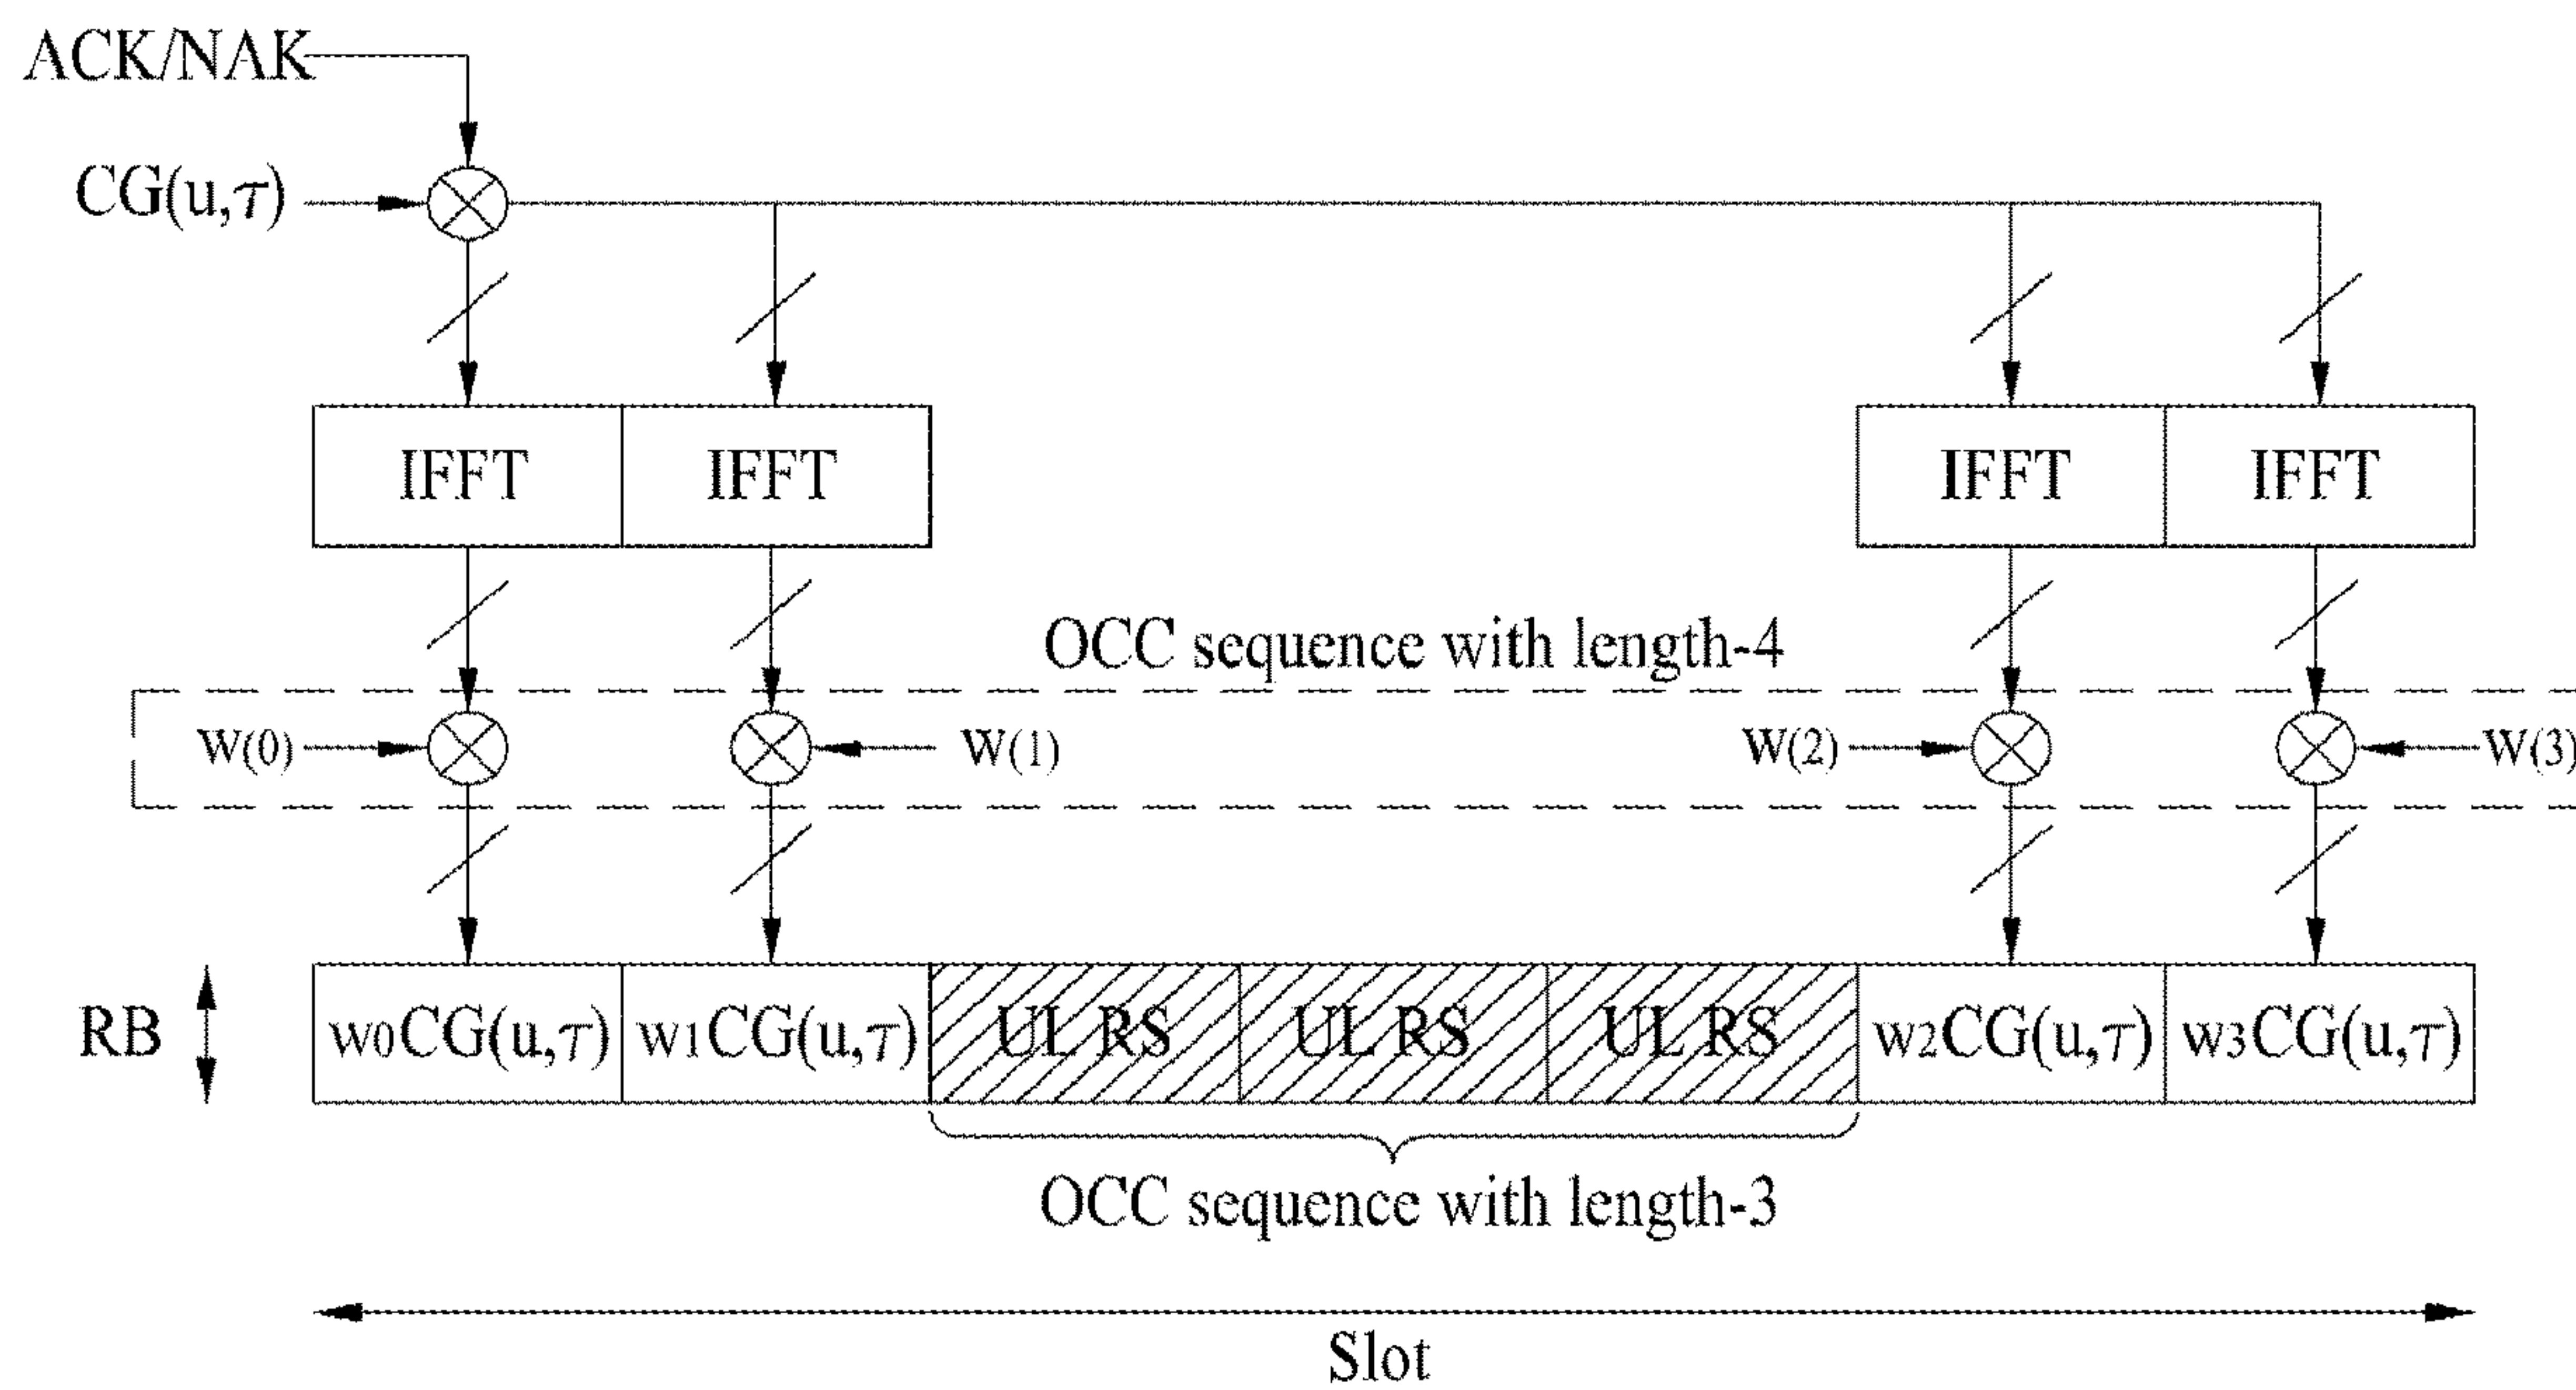 ACK/NAK
CG(u,τ)
IFFT IFFT IFFT IFFT
OCC sequence with length-4
W(0) W(1) W(2) W(3)
RB w0CG(u,τ) w1CG(u,τ) UL RS UL RS UL RS w2CG(u,τ) w3CG(u,τ)
OCC sequence with length-3
Slot